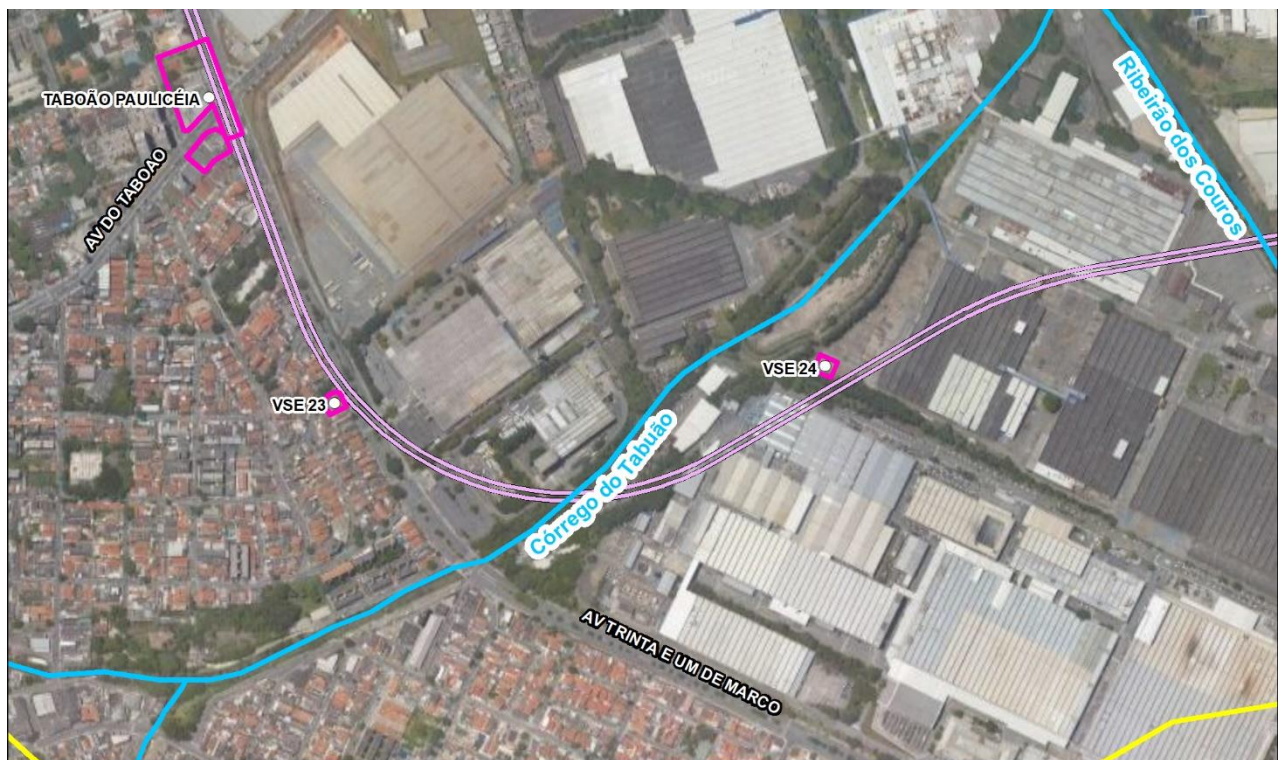 Ribeirão dos Couros
TABOÃO PAULICÉIA
AV DO TABOAO
VSE 24
VSE 23
Córrego do Tabuão
AV TRINTA E UM DE MARCO